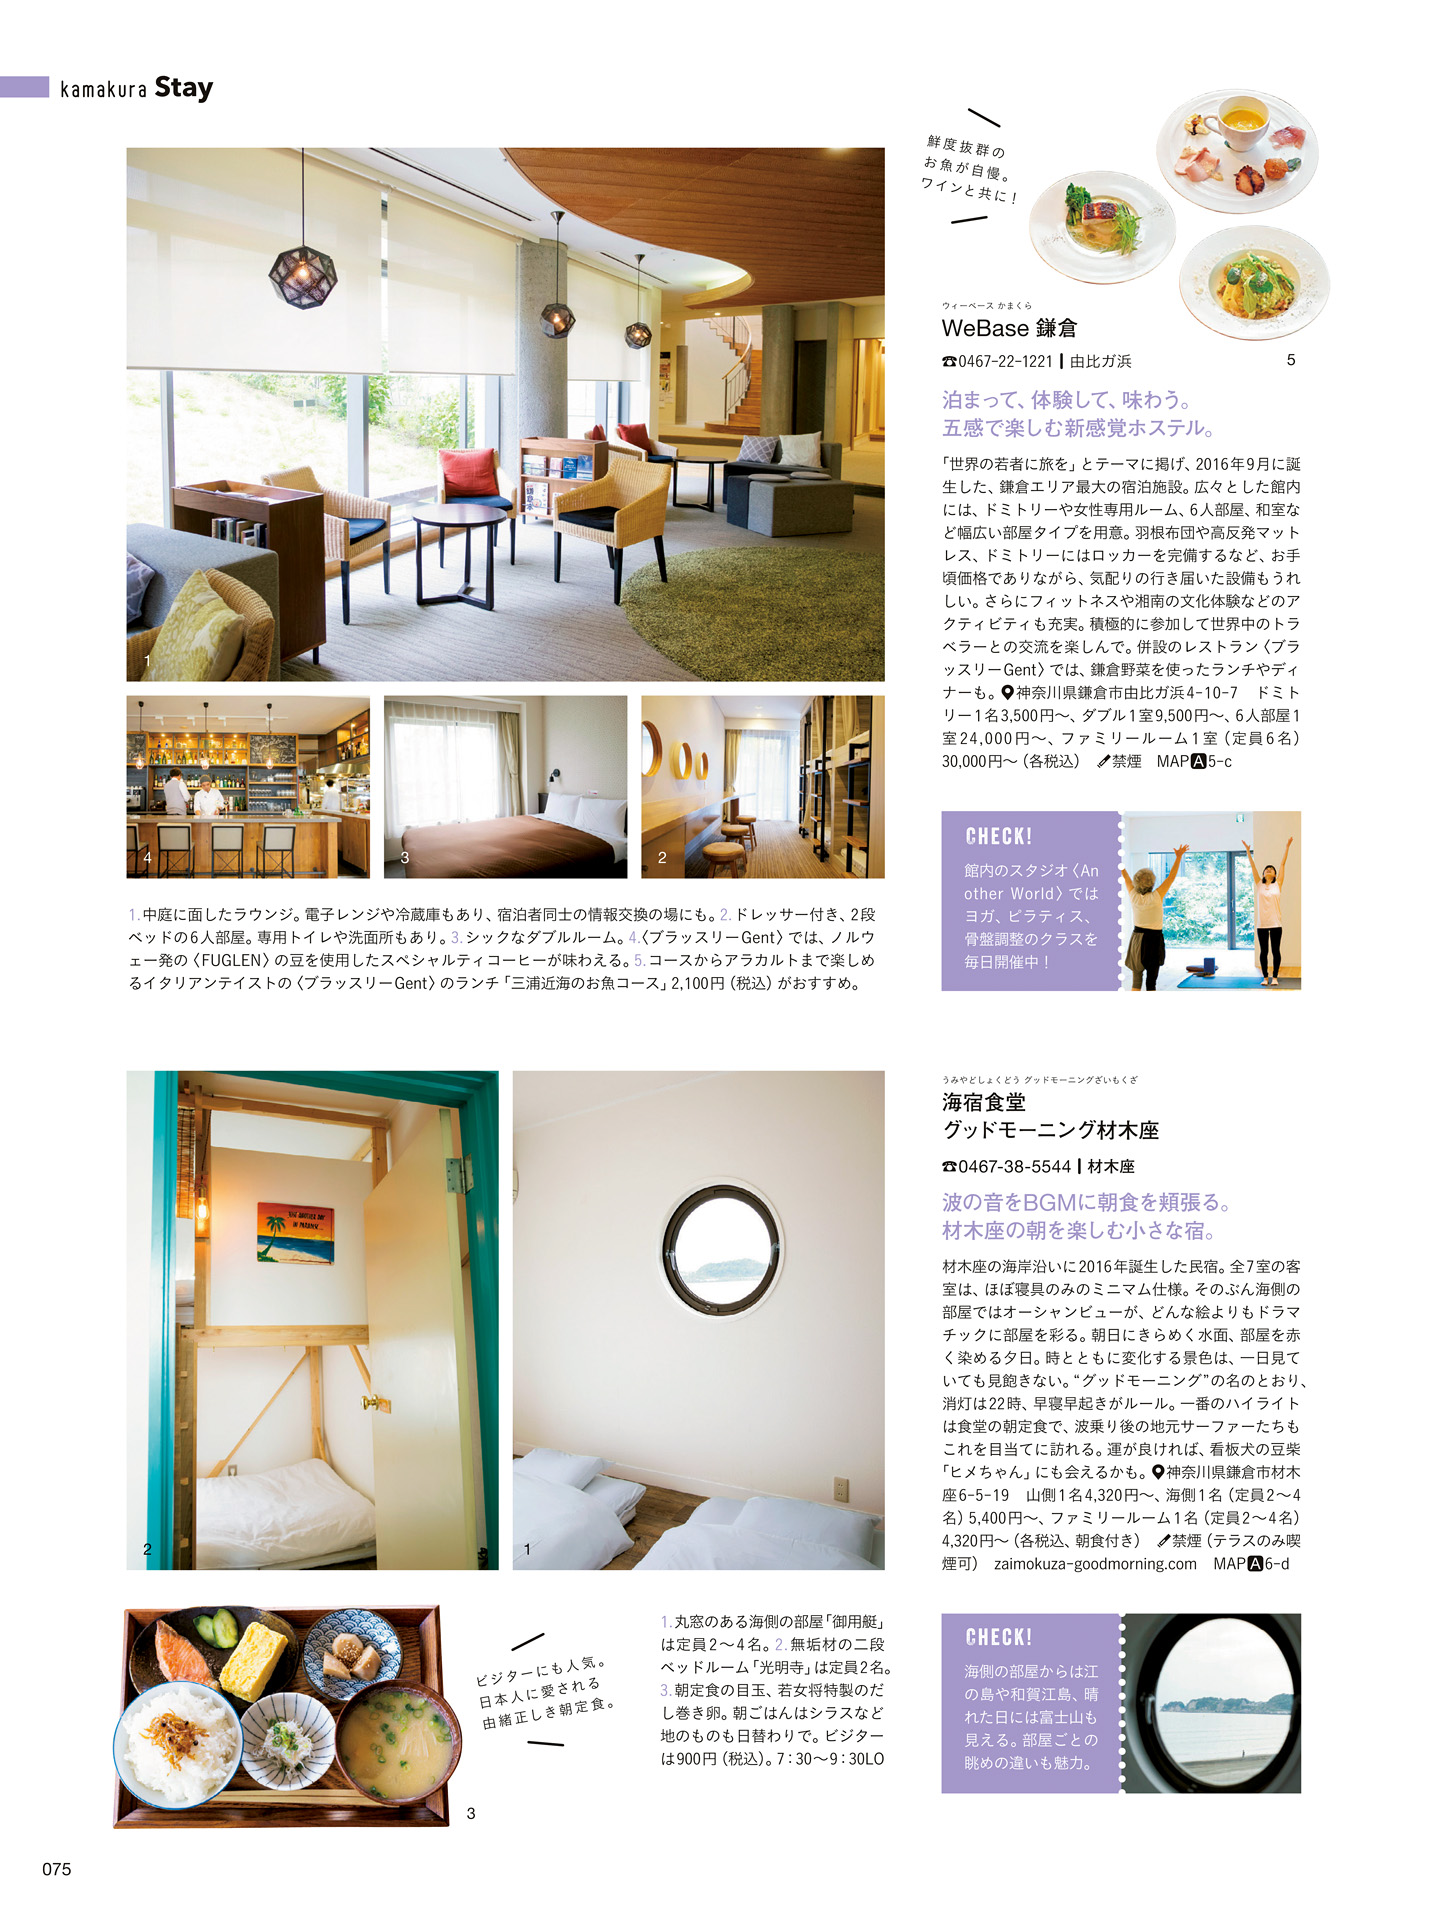 kamakura Stay
鮮度抜群の
お魚が自慢。
ワインと共に！
ウィーベース かまくら
WeBase 鎌倉
☎0467-22-1221┃由比ガ浜
5
泊まって、体験して、味わう。
五感で楽しむ新感覚ホステル。
「世界の若者に旅を」とテーマに掲げ、2016年9月に誕
生した、鎌倉エリア最大の宿泊施設。広々とした館内
には、ドミトリーや女性専用ルーム、6人部屋、和室な
ど幅広い部屋タイプを用意。羽根布団や高反発マット
レス、ドミトリーにはロッカーを完備するなど、お手
頃価格でありながら、気配りの行き届いた設備もうれ
しい。さらにフィットネスや湘南の文化体験などのア
クティビティも充実。積極的に参加して世界中のトラ
ベラーとの交流を楽しんで。併設のレストラン〈ブラ
ッスリーGent〉では、鎌倉野菜を使ったランチやディ
ナーも。神奈川県鎌倉市由比ガ浜4-10-7　ドミト
リー1名3,500円〜、ダブル1室9,500円〜、6人部屋1
室24,000円〜、ファミリールーム1室（定員6名）
30,000円〜（各税込）　禁煙　MAP A 5-c
1
4
3
2
1.中庭に面したラウンジ。電子レンジや冷蔵庫もあり、宿泊者同士の情報交換の場にも。2.ドレッサー付き、2段
ベッドの6人部屋。専用トイレや洗面所もあり。3.シックなダブルルーム。4.〈ブラッスリーGent〉では、ノルウ
ェー発の〈FUGLEN〉の豆を使用したスペシャルティコーヒーが味わえる。5.コースからアラカルトまで楽しめ
るイタリアンテイストの〈ブラッスリーGent〉のランチ「三浦近海のお魚コース」2,100円（税込）がおすすめ。
CHECK!
館内のスタジオ〈An
other World〉では
ヨガ、ピラティス、
骨盤調整のクラスを
毎日開催中！
うみやどしょくどう グッドモーニングざいもくざ
海宿食堂
グッドモーニング材木座
☎0467-38-5544┃材木座
波の音をBGMに朝食を頬張る。
材木座の朝を楽しむ小さな宿。
材木座の海岸沿いに2016年誕生した民宿。全7室の客
室は、ほぼ寝具のみのミニマム仕様。そのぶん海側の
部屋ではオーシャンビューが、どんな絵よりもドラマ
チックに部屋を彩る。朝日にきらめく水面、部屋を赤
く染める夕日。時とともに変化する景色は、一日見て
いても見飽きない。“グッドモーニング”の名のとおり、
消灯は22時、早寝早起きがルール。一番のハイライト
は食堂の朝定食で、波乗り後の地元サーファーたちも
これを目当てに訪れる。運が良ければ、看板犬の豆柴
「ヒメちゃん」にも会えるかも。神奈川県鎌倉市材木
座6-5-19　山側1名4,320円〜、海側1名（定員2〜4
名）5,400円〜、ファミリールーム1名（定員2〜4名）
4,320円〜（各税込、朝食付き）　禁煙（テラスのみ喫
煙可）　zaimokuza-goodmorning.com　MAP A 6-d
2
1
1.丸窓のある海側の部屋「御用艇」
は定員2〜4名。2.無垢材の二段
ベッドルーム「光明寺」は定員2名。
3.朝定食の目玉、若女将特製のだ
し巻き卵。朝ごはんはシラスなど
地のものも日替わりで。ビジター
は900円（税込）。7：30〜9：30LO
ビジターにも人気。
日本人に愛される
由緒正しき朝定食。
3
CHECK!
海側の部屋からは江
の島や和賀江島、晴
れた日には富士山も
見える。部屋ごとの
眺めの違いも魅力。
075